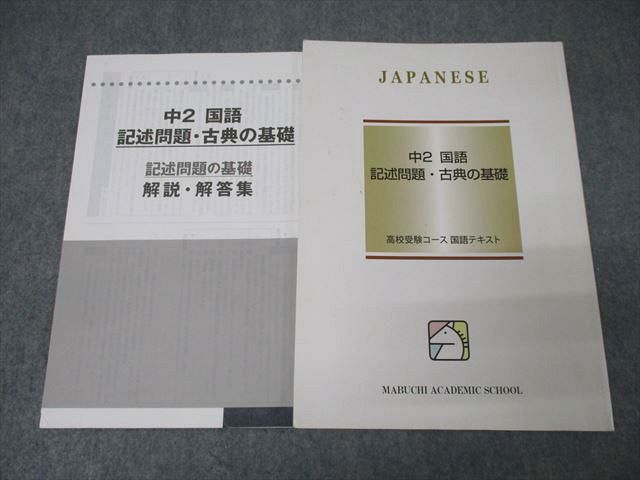 中2 国語
記述問題・古典の基礎
記述問題の基礎
解説・解答集
JAPANESE
中2 国語
記述問題・古典の基礎
高校受験コース 国語テキスト
MABUCHI ACADEMIC SCHOOL